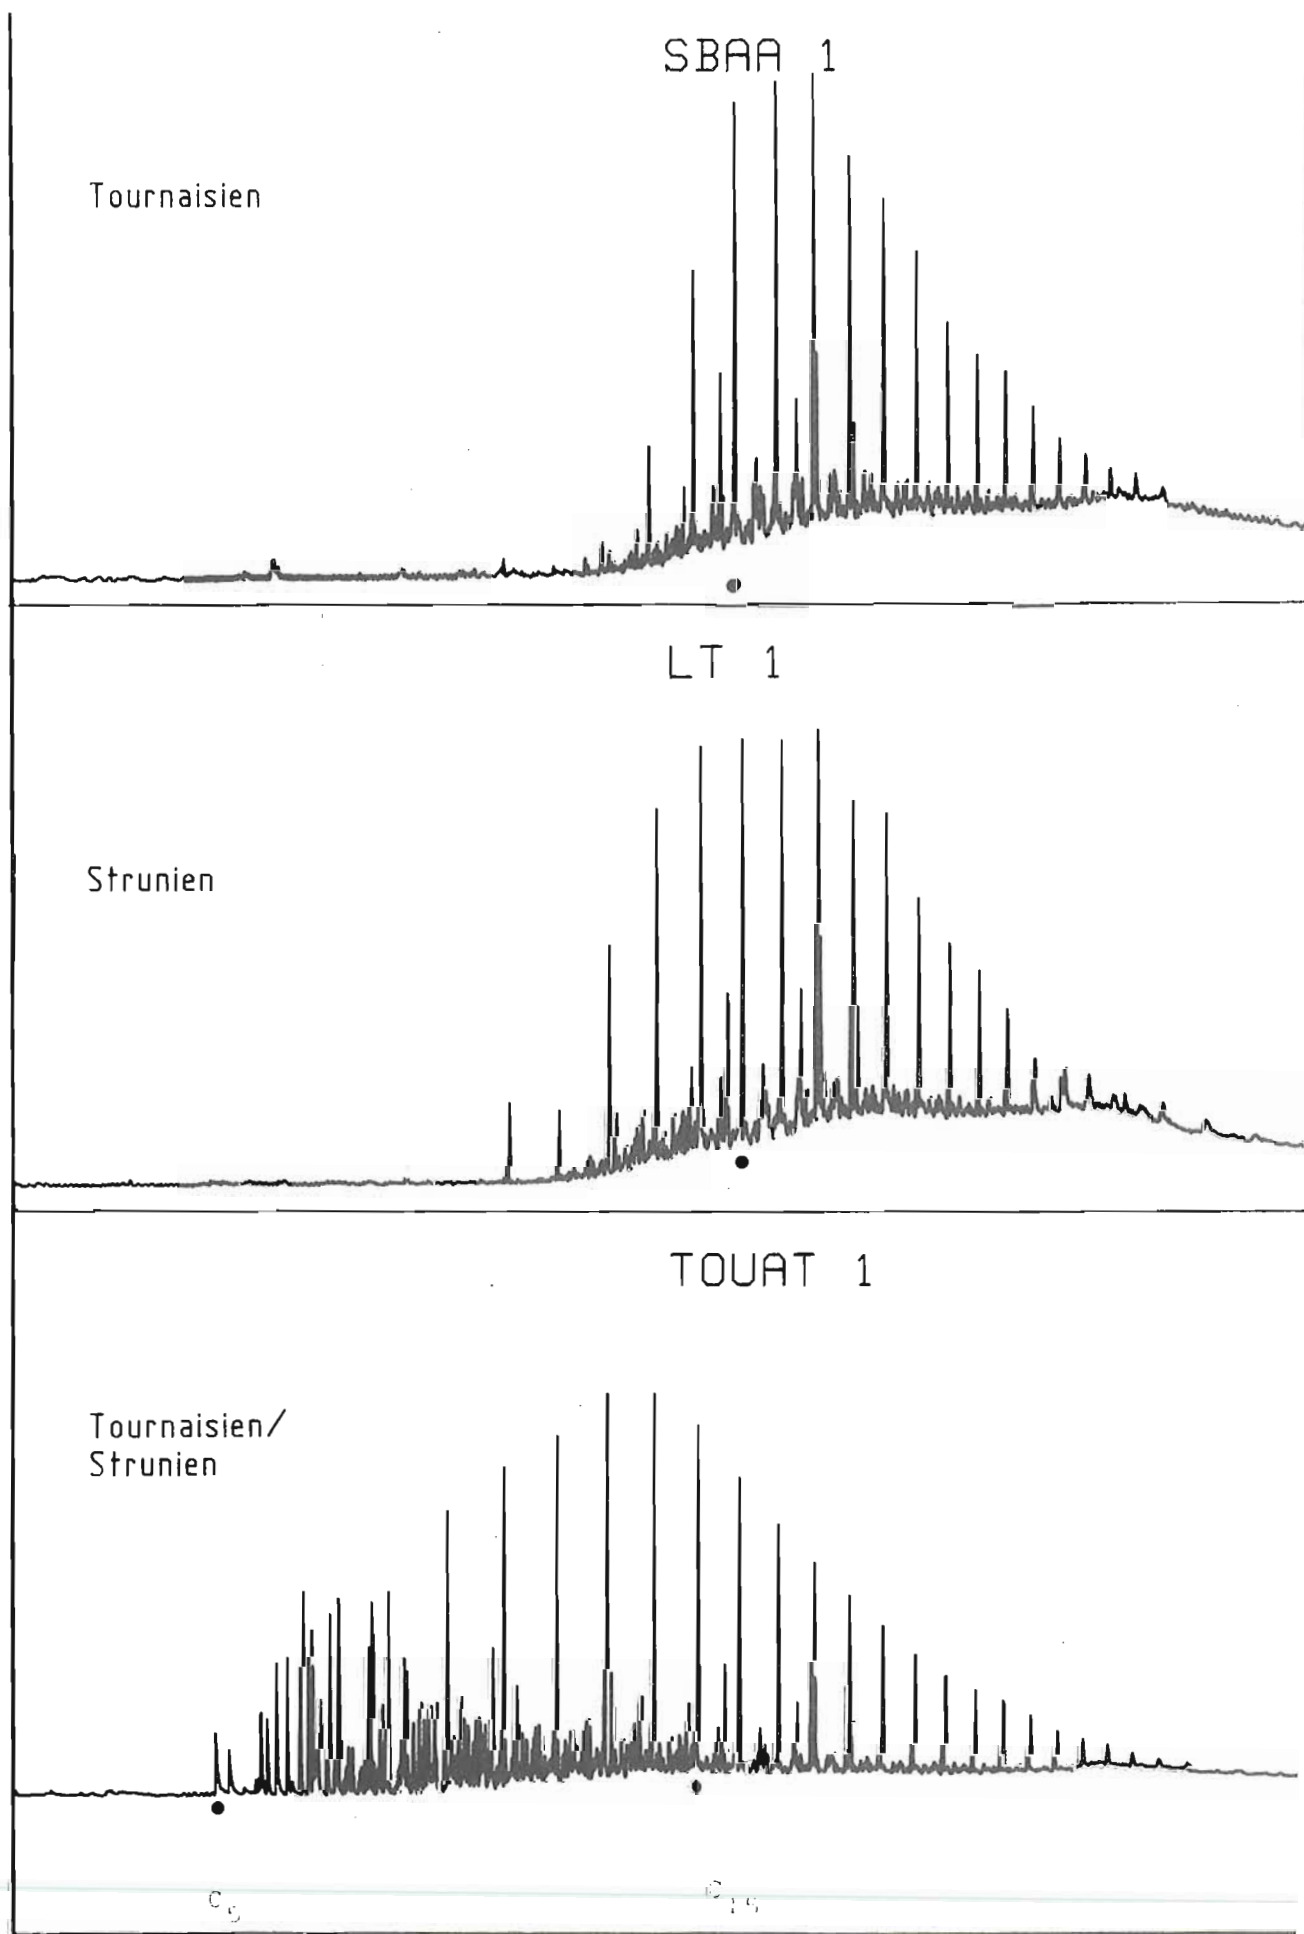 SBAA 1
Tournaisien
LT 1
Strunien
TOUAT 1
Tournaisien/
Strunien